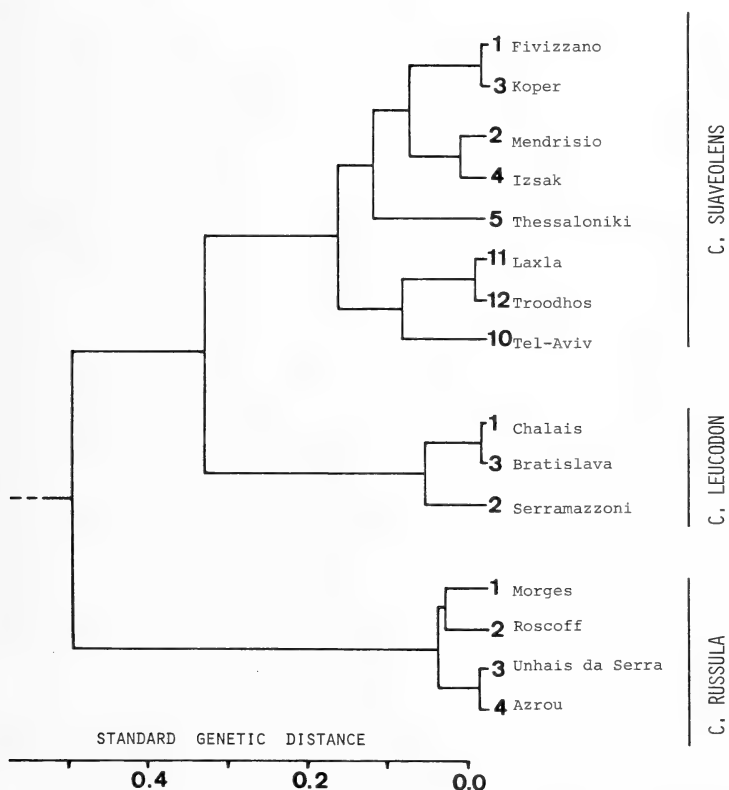 1 Fivizzano
3 Koper
2 Mendrisio
4 Izsak
5 Thessaloniki
11 Laxla
12 Troodhos
10 Tel-Aviv
C. SUAVEOLENS
1 Chalais
3 Bratislava
2 Serramazzoni
C. LEUCODON
1 Morges
2 Roscoff
3 Unhais da Serra
4 Azrou
C. RUSSULA
STANDARD GENETIC DISTANCE
0.4 0.2 0.0